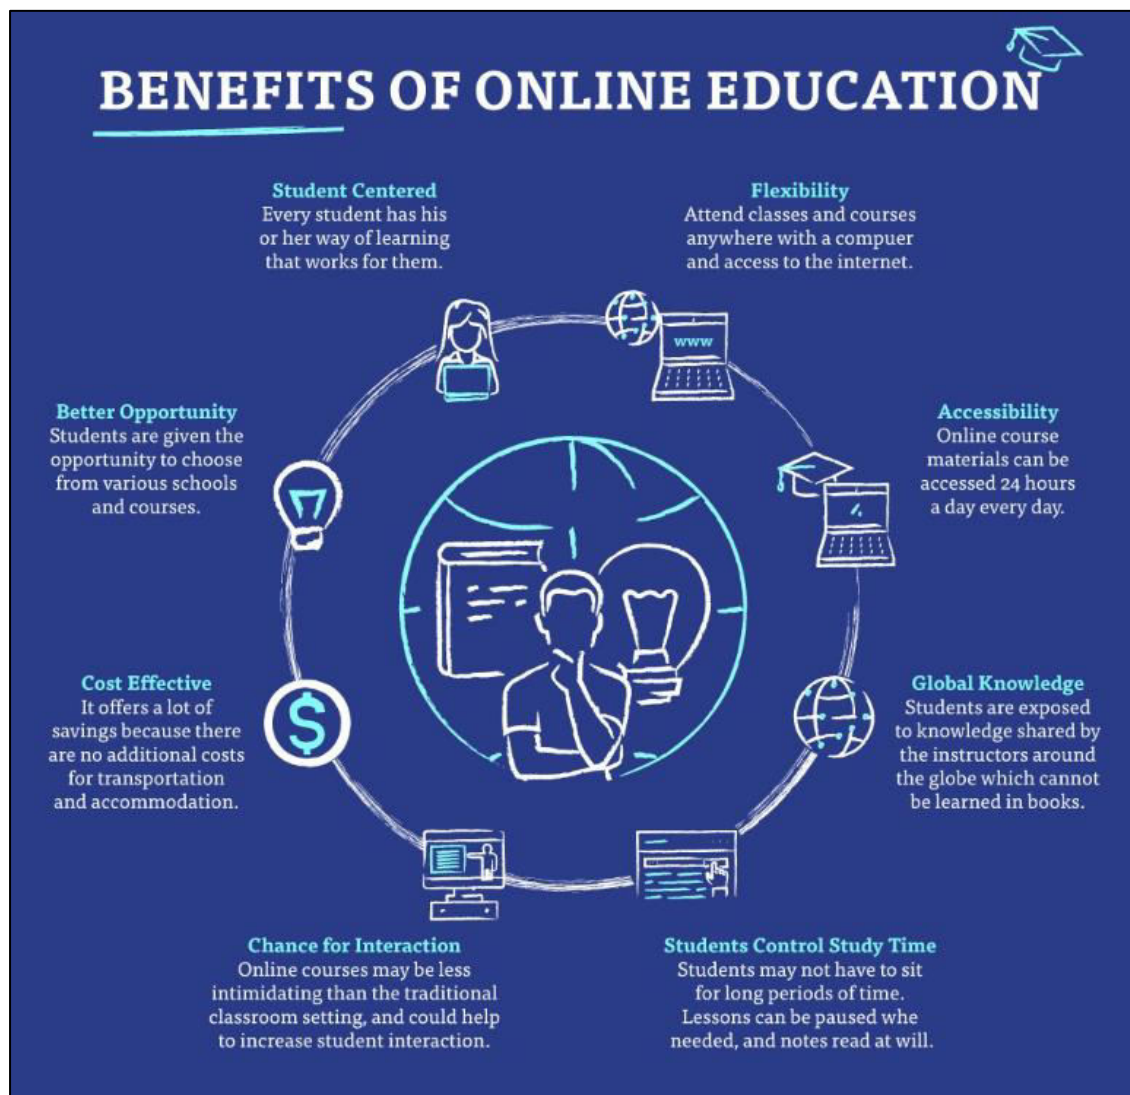 BENEFITS OF ONLINE EDUCATION
Student Centered
Every student has his
or her way of learning
that works for them.
Flexibility
Attend classes and courses
anywhere with a compuer
and access to the internet.
www
Better Opportunity
Students are given the
opportunity to choose
from various schools
and courses.
Accessibility
Online course
materials can be
accessed 24 hours
a day every day.
Cost Effective
It offers a lot of
savings because there
are no additional costs
for transportation
and accommodation.
$
Global Knowledge
Students are exposed
to knowledge shared by
the instructors around
the globe which cannot
be learned in books.
Chance for Interaction
Online courses may be less
intimidating than the traditional
classroom setting, and could help
to increase student interaction.
Students Control Study Time
Students may not have to sit
for long periods of time.
Lessons can be paused whe
needed, and notes read at will.